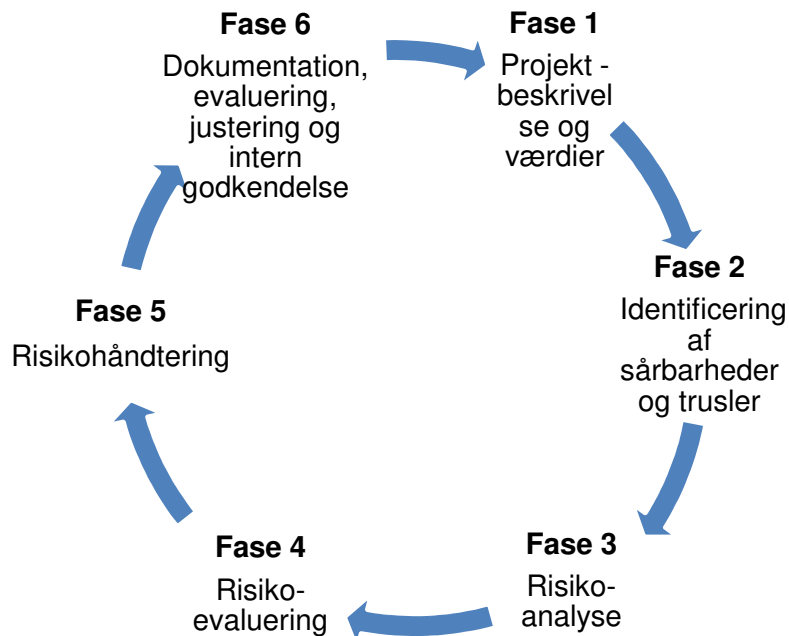 Fase 1
Projekt -
beskrivel
se og
værdier
Fase 2
Identificering
af
sårbarheder
og trusler
Fase 3
Risiko-
analyse
Fase 4
Risiko-
evaluering
Fase 5
Risikohåndtering
Fase 6
Dokumentation,
evaluering,
justering og
intern
godkendelse